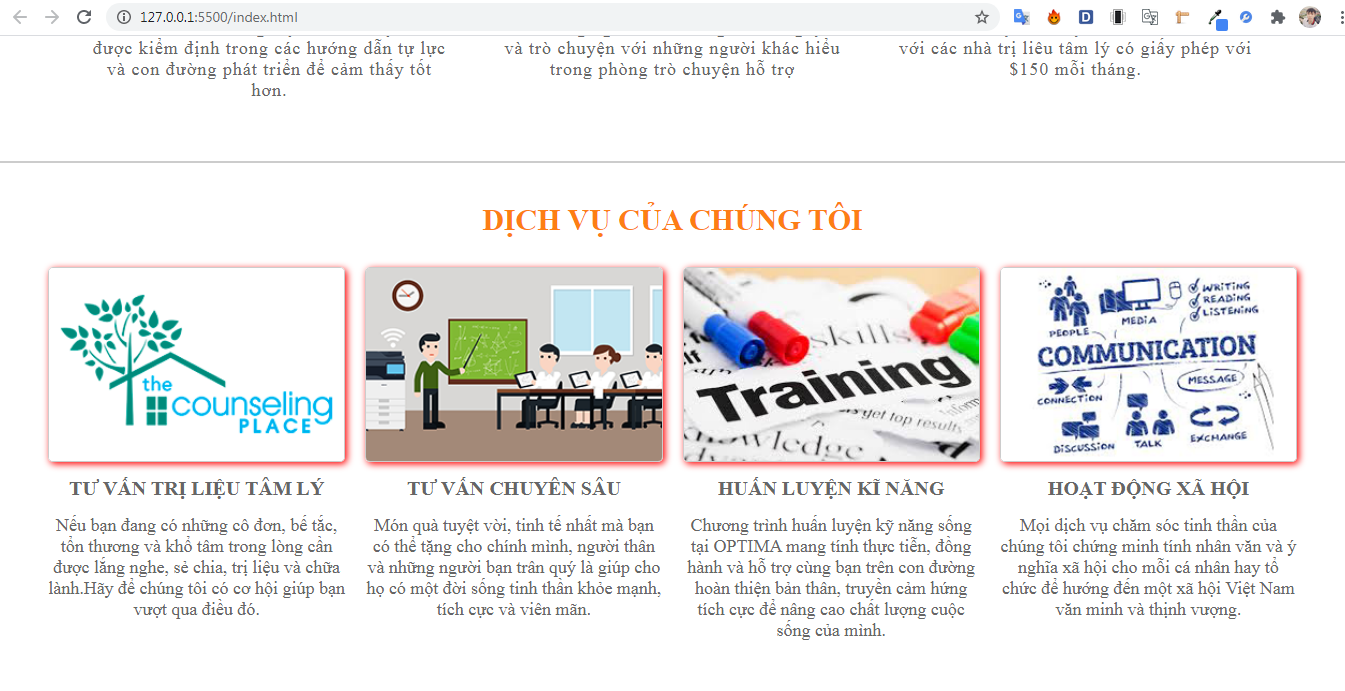 127.0.0.1:5500/index.html
được kiểm định trong các hướng dẫn tự lực
và con đường phát triển để cảm thấy tốt
hơn.
và trò chuyện với những người khác hiểu
trong phòng trò chuyện hỗ trợ
với các nhà trị liêu tâm lý có giấy phép với
$150 mỗi tháng.
DỊCH VỤ CỦA CHÚNG TÔI
the
counseling
PLACE
skills
Training
get top results
Inform
WRITING
READING
LISTENING
PEOPLE
MEDIA
COMMUNICATION
MESSAGE
CONNECTION
DISCUSSION
TALK
EXCHANGE
TƯ VẤN TRỊ LIỆU TÂM LÝ
Nếu bạn đang có những cô đơn, bế tắc,
tổn thương và khổ tâm trong lòng cần
được lắng nghe, sẻ chia, trị liệu và chữa
lành.Hãy để chúng tôi có cơ hội giúp bạn
vượt qua điều đó.
TƯ VẤN CHUYÊN SÂU
Món quà tuyệt vời, tinh tế nhất mà bạn
có thể tặng cho chính mình, người thân
và những người bạn trân quý là giúp cho
họ có một đời sống tinh thần khỏe mạnh,
tích cực và viên mãn.
HUẤN LUYỆN KĨ NĂNG
Chương trình huấn luyện kỹ năng sống
tại OPTIMA mang tính thực tiễn, đồng
hành và hỗ trợ cùng bạn trên con đường
hoàn thiện bản thân, truyền cảm hứng
tích cực để nâng cao chất lượng cuộc
sống của mình.
HOẠT ĐỘNG XÃ HỘI
Mọi dịch vụ chăm sóc tinh thần của
chúng tôi chứng minh tính nhân văn và ý
nghĩa xã hội cho mỗi cá nhân hay tổ
chức để hướng đến một xã hội Việt Nam
văn minh và thịnh vượng.